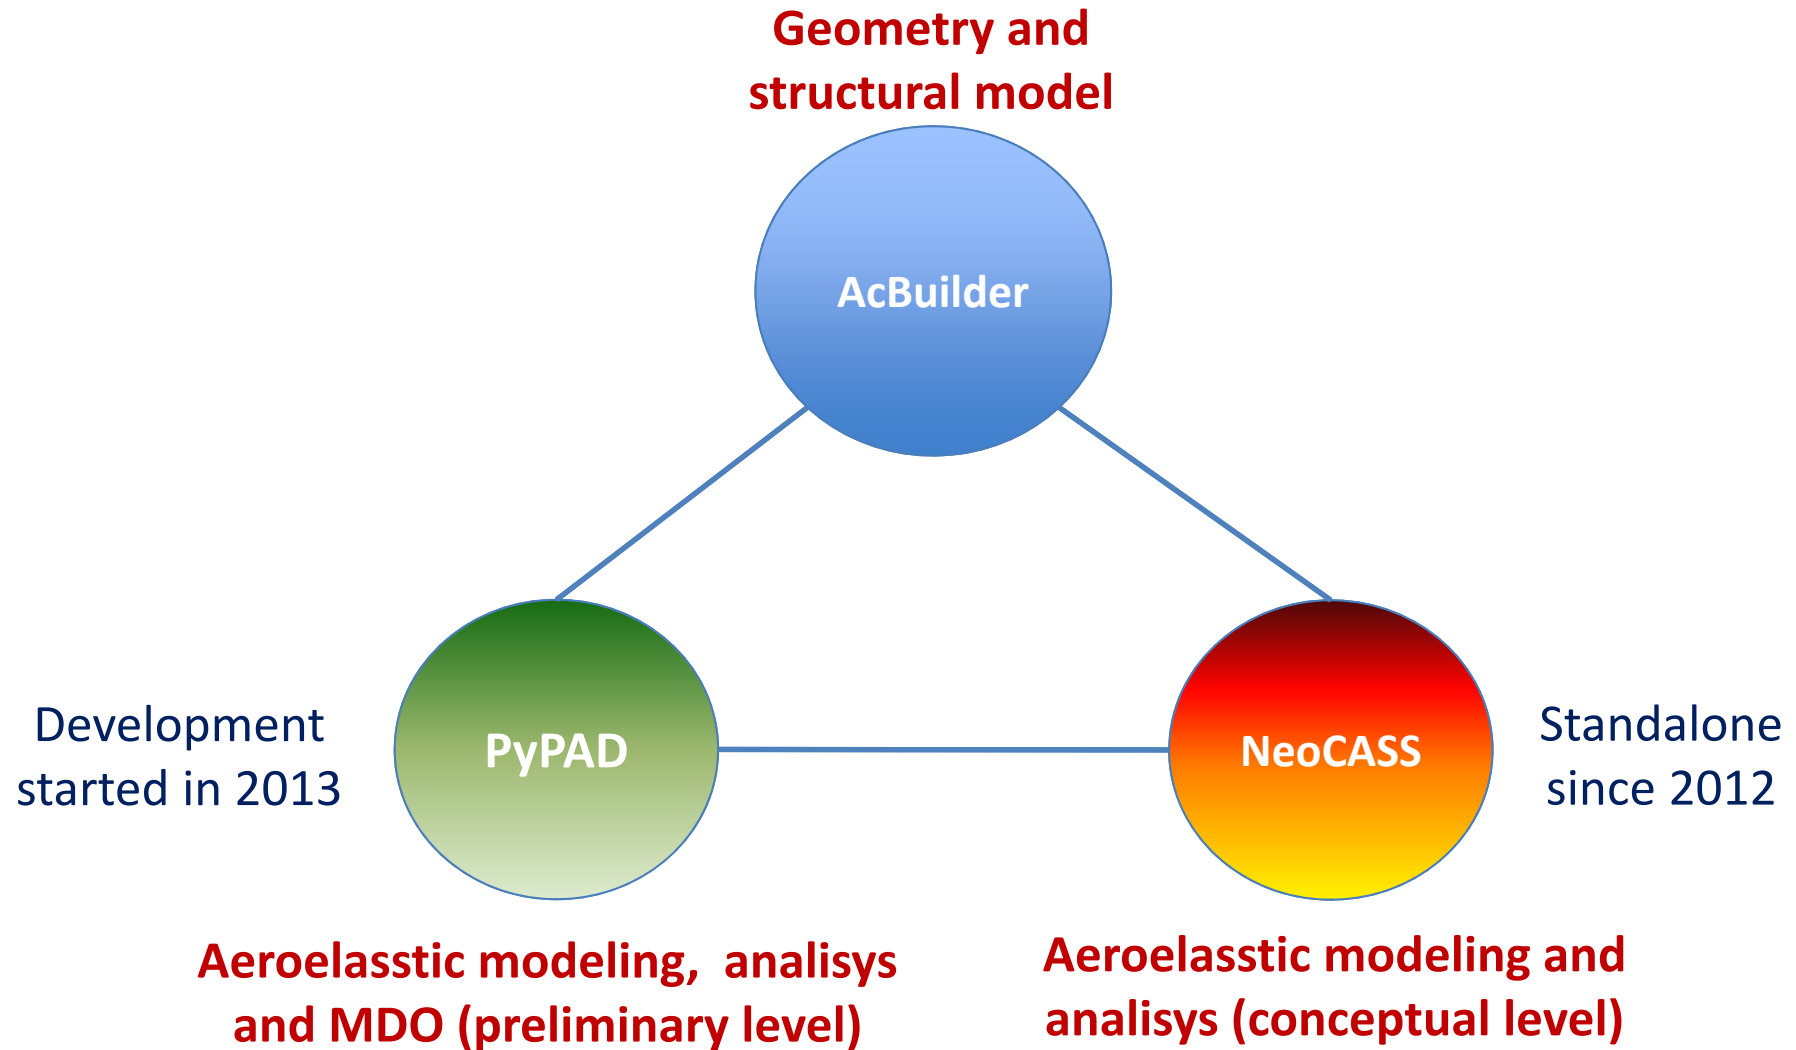 Geometry and
structural model
AcBuilder
Development
started in 2013
PyPAD
NeoCASS
Standalone
since 2012
Aeroelasstic modeling,  analisys
and MDO (preliminary level)
Aeroelasstic modeling and
analisys (conceptual level)